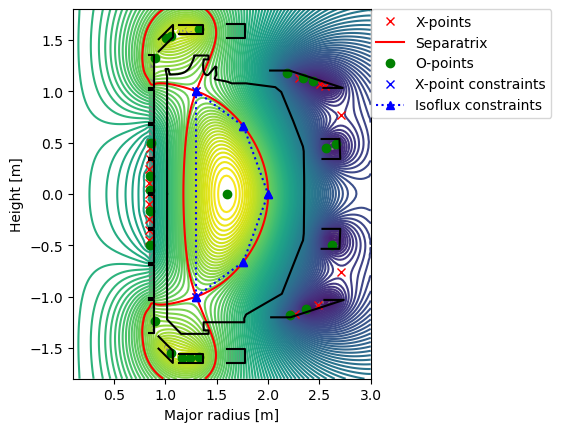 1.5
1.0
0.5
0.0
−0.5
−1.0
−1.5
Height [m]
0.5 1.0 1.5 2.0 2.5 3.0
Major radius [m]
X-points
Separatrix
O-points
X-point constraints
Isoflux constraints